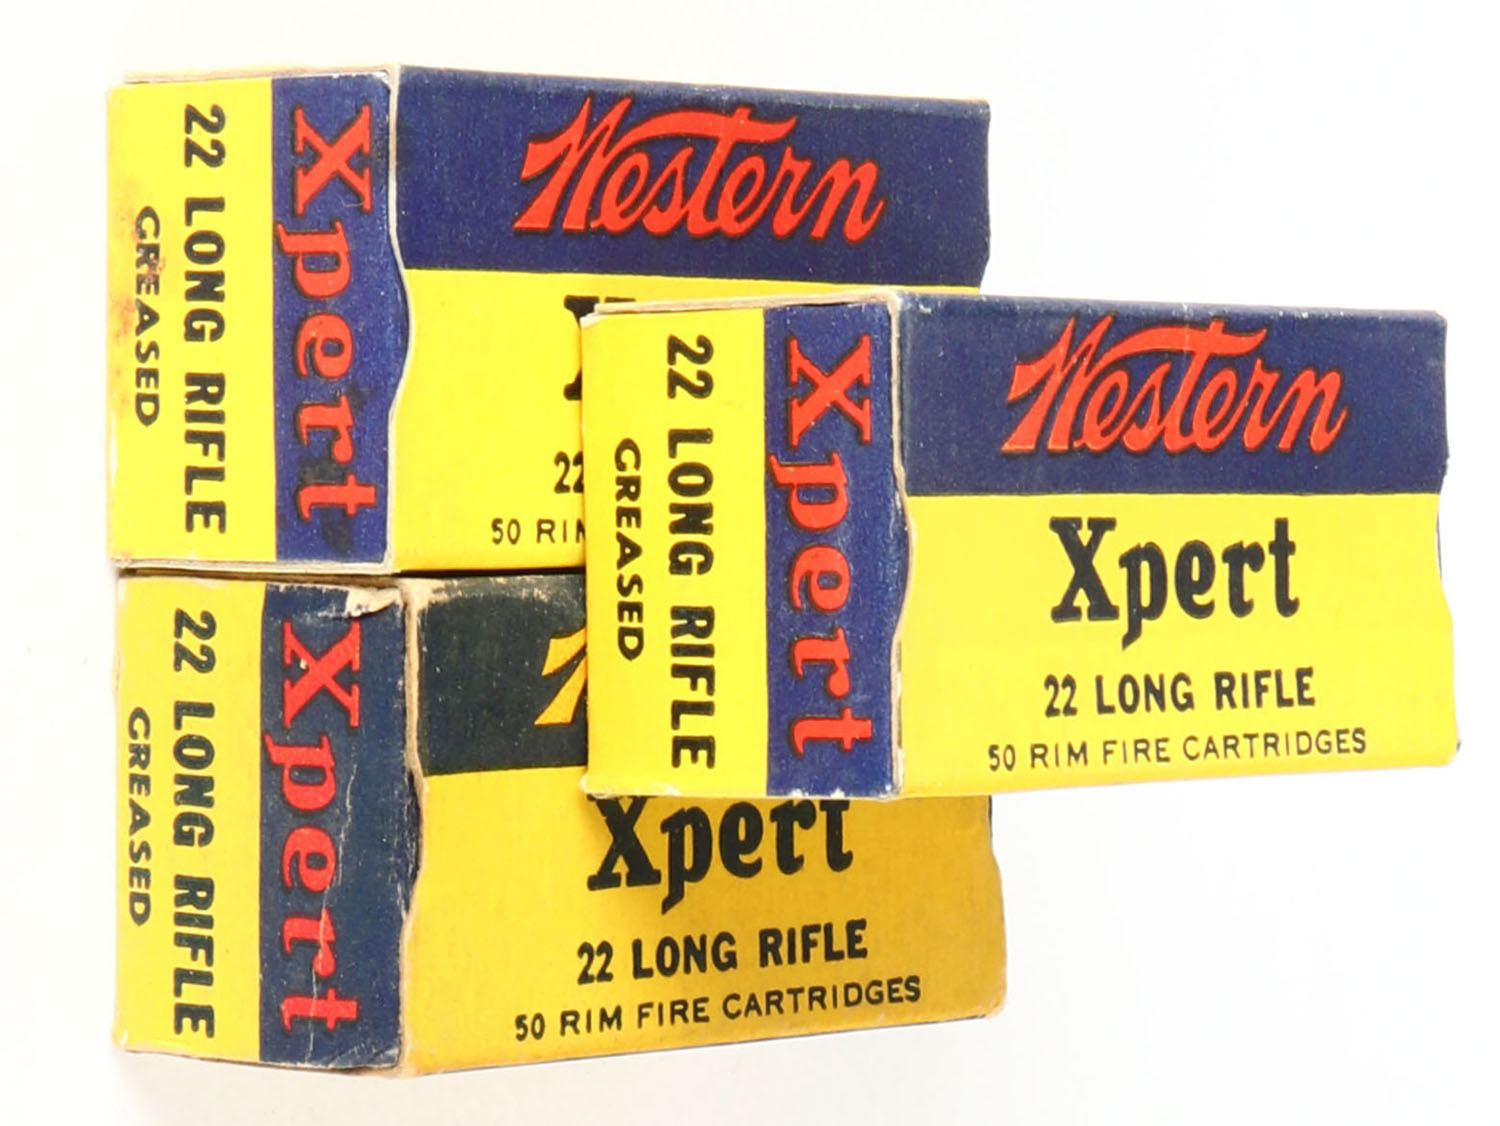 22 LONG RIFLE
GREASED
Xpert
Western
22
50 RIM
22 LONG RIFLE
GREASED
Xpert
Western
Xpert
22 LONG RIFLE
50 RIM FIRE CARTRIDGES
22 LONG RIFLE
GREASED
Xpert
Xpert
22 LONG RIFLE
50 RIM FIRE CARTRIDGES